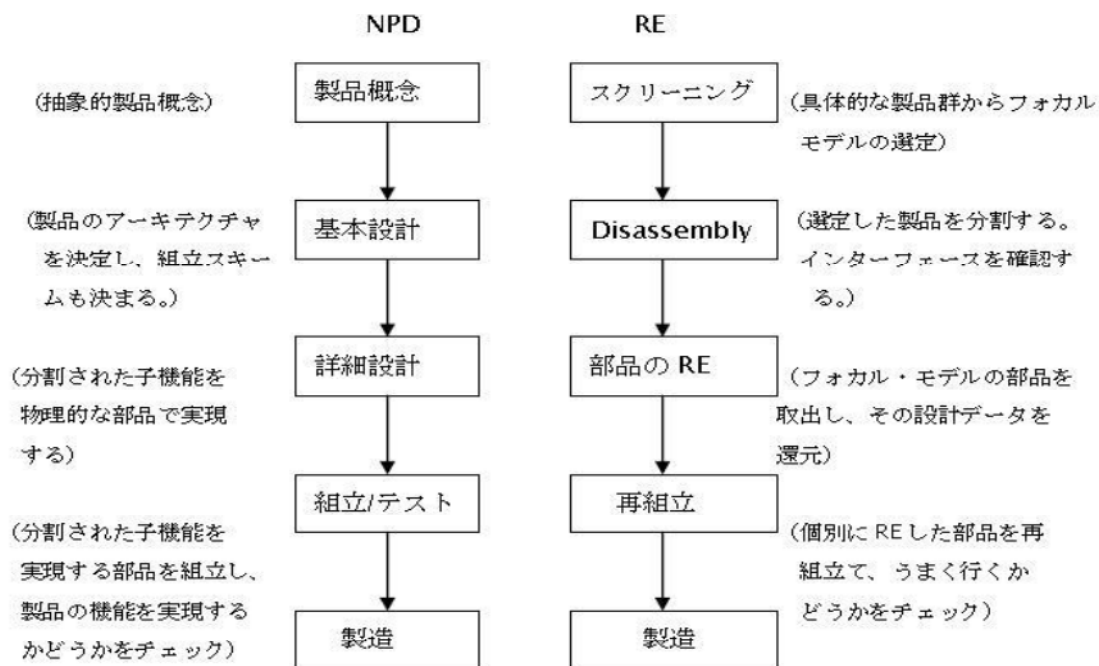 NPD RE
製品概念
スクリーニング
(抽象的製品概念)
(具体的な製品群からフォカル
モデルの選定)
基本設計
Disassembly
(製品のアーキテクチャ
を決定し、組立スキー
ムも決まる。)
(選定した製品を分割する。
インターフェースを確認す
る。)
詳細設計
部品の RE
(分割された子機能を
物理的な部品で実現
する)
(フォカル・モデルの部品を
取出し、その設計データを
還元)
組立/テスト
再組立
(分割された子機能を
実現する部品を組立し、
製品の機能を実現する
かどうかをチェック)
(個別に RE した部品を再
組立て、うまく行くか
どうかをチェック)
製造
製造